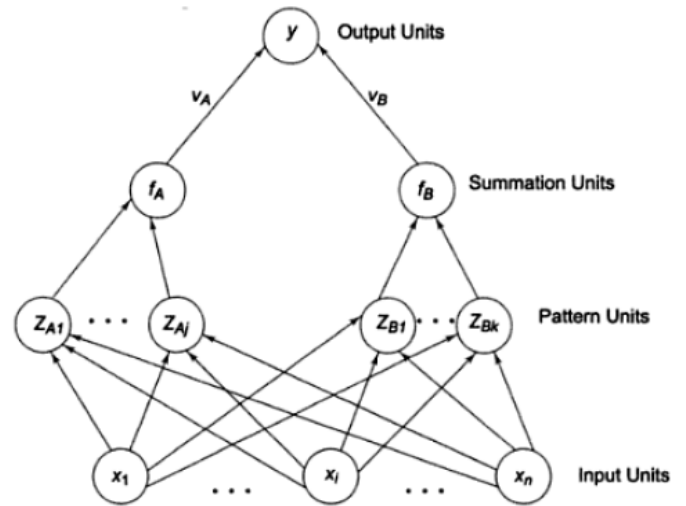 y Output Units
v_A v_B
f_A f_B Summation Units
Z_A1 . . . Z_Aj Z_B1 . . . Z_Bk Pattern Units
x_1 . . . x_i . . . x_n Input Units